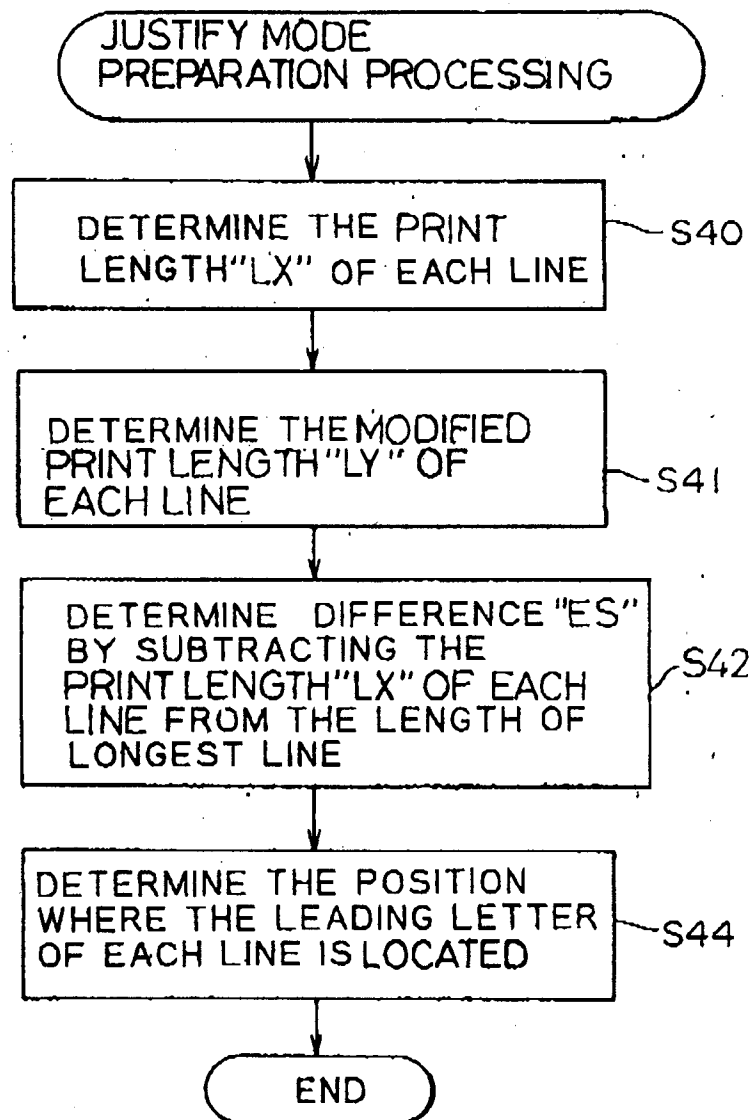 JUSTIFY MODE
PREPARATION PROCESSING
DETERMINE THE PRINT
LENGTH"LX" OF EACH LINE
S40
DETERMINE THE MODIFIED
PRINT LENGTH"LY" OF
EACH LINE
S41
DETERMINE DIFFERENCE "ES"
BY SUBTRACTING THE
PRINT LENGTH"LX" OF EACH
LINE FROM THE LENGTH OF
LONGEST LINE
S42
DETERMINE THE POSITION
WHERE THE LEADING LETTER
OF EACH LINE IS LOCATED
S44
END